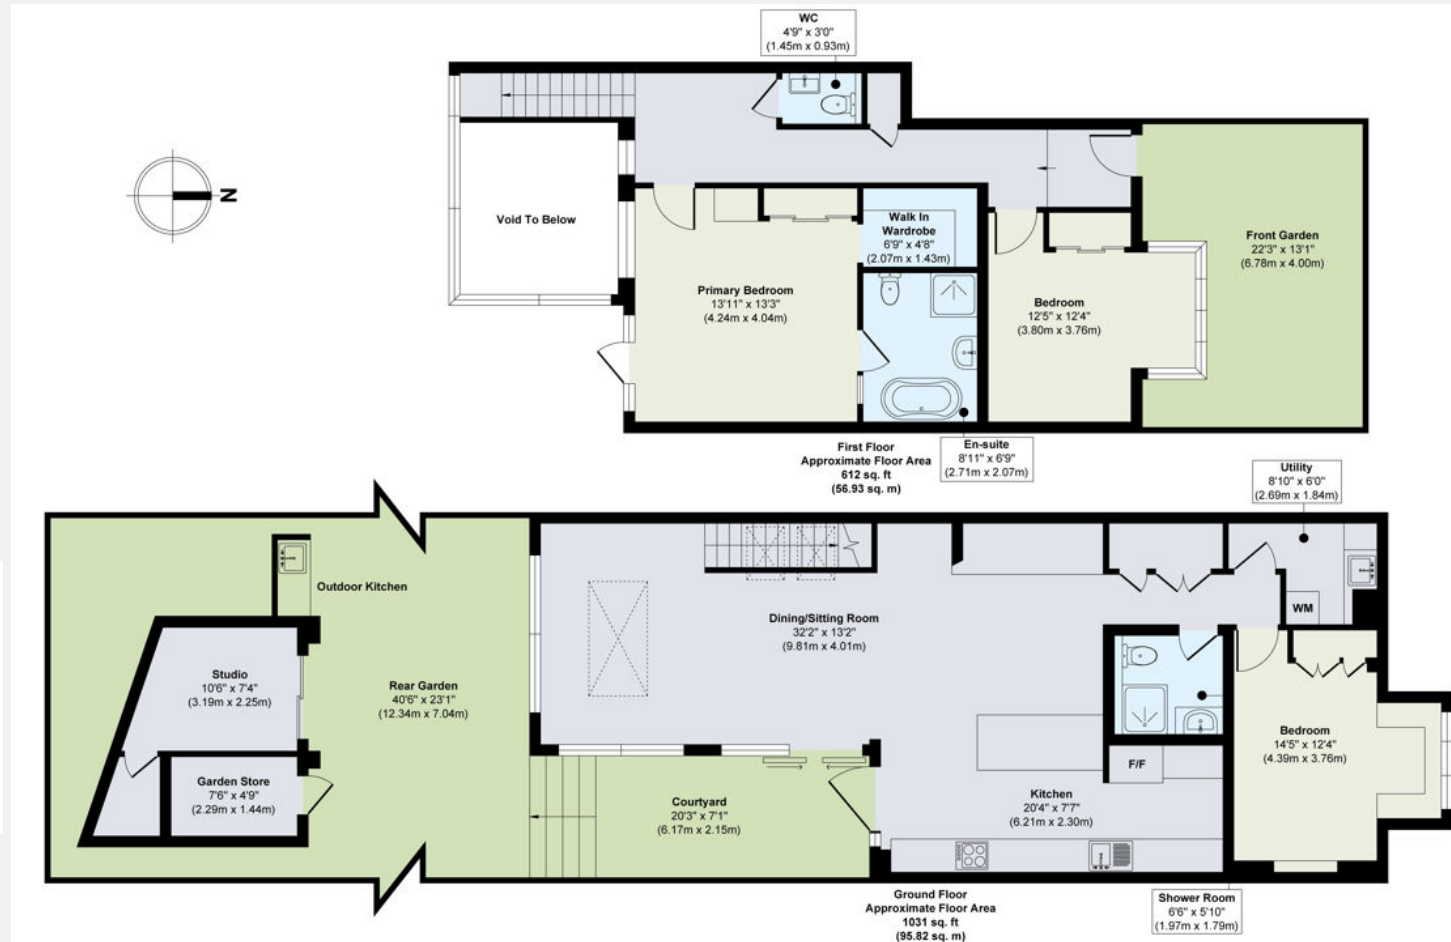 WC
4'9" x 3'0"
(1.45m x 0.93m)
N
Void To Below
Walk In
Wardrobe
6'9" x 4'8"
(2.07m x 1.43m)
Front Garden
22'3" x 13'1"
(6.78m x 4.00m)
Primary Bedroom
13'11" x 13'3"
(4.24m x 4.04m)
Bedroom
12'5" x 12'4"
(3.80m x 3.76m)
First Floor
Approximate Floor Area
612 sq. ft
(56.93 sq. m)
En-suite
8'11" x 6'9"
(2.71m x 2.07m)
Utility
8'10" x 6'0"
(2.69m x 1.84m)
Outdoor Kitchen
Dining/Sitting Room
32'2" x 13'2"
(9.81m x 4.01m)
WM
Studio
10'6" x 7'4"
(3.19m x 2.25m)
Rear Garden
40'6" x 23'1"
(12.34m x 7.04m)
Bedroom
14'5" x 12'4"
(4.39m x 3.76m)
F/F
Garden Store
7'6" x 4'9"
(2.29m x 1.44m)
Courtyard
20'3" x 7'1"
(6.17m x 2.15m)
Kitchen
20'4" x 7'7"
(6.21m x 2.30m)
Ground Floor
Approximate Floor Area
1031 sq. ft
(95.82 sq. m)
Shower Room
6'6" x 5'10"
(1.97m x 1.79m)